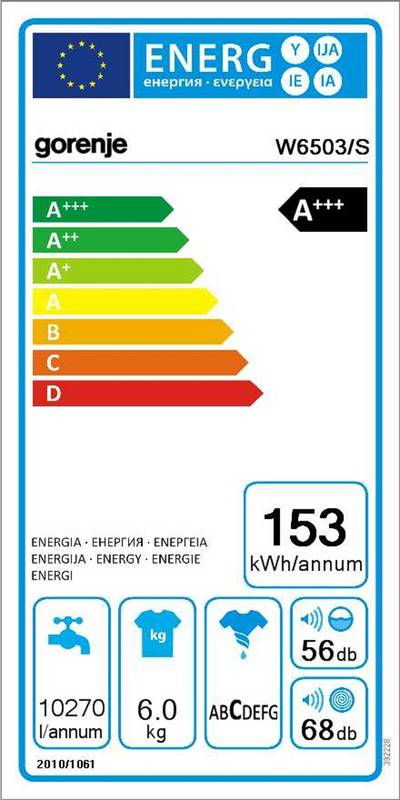 ENERG
енергия · ενεργεια
Y IJA
IE IA
gorenje
W6503/S
A+++
A+++
A++
A+
A
B
C
D
153
kWh/annum
ENERGIA · ЕНЕРГИЯ · ΕΝΕΡΓΕΙΑ
ENERGIJA · ENERGY · ENERGIE
ENERGI
10270
l/annum
kg
6.0
kg
ABCDEFG
56db
68db
2010/1061
392228